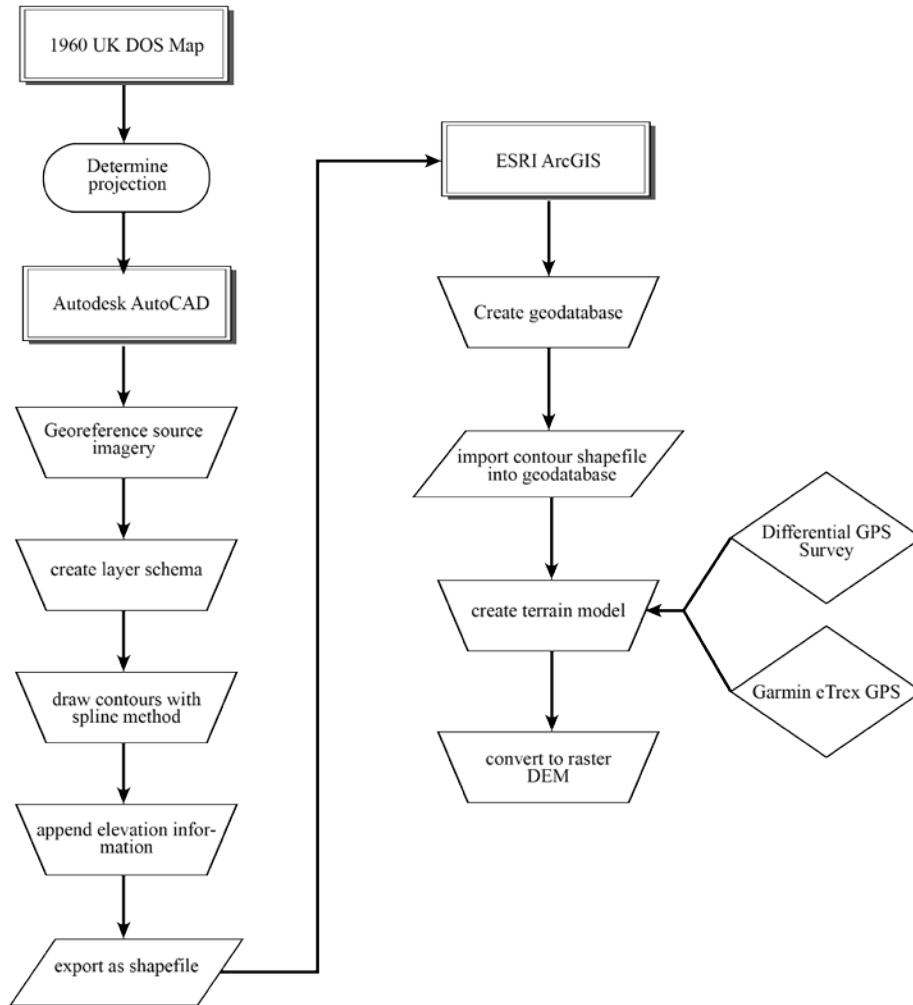 1960 UK DOS Map
Determine
projection
Autodesk AutoCAD
Georeference source
imagery
create layer schema
draw contours with
spline method
append elevation infor-
mation
export as shapefile
ESRI ArcGIS
Create geodatabase
import contour shapefile
into geodatabase
create terrain model
convert to raster
DEM
Differential GPS
Survey
Garmin eTrex GPS